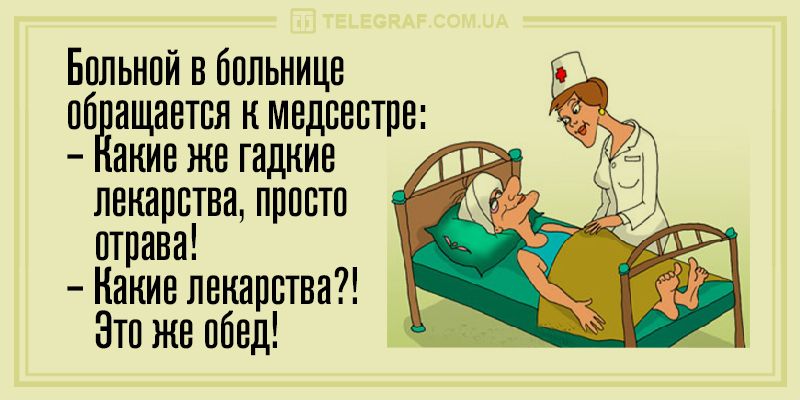 TELEGRAF.COM.UA
Больной в больнице
обращается к медсестре:
– Какие же гадкие
лекарства, просто
отрава!
– Какие лекарства?!
Это же обед!